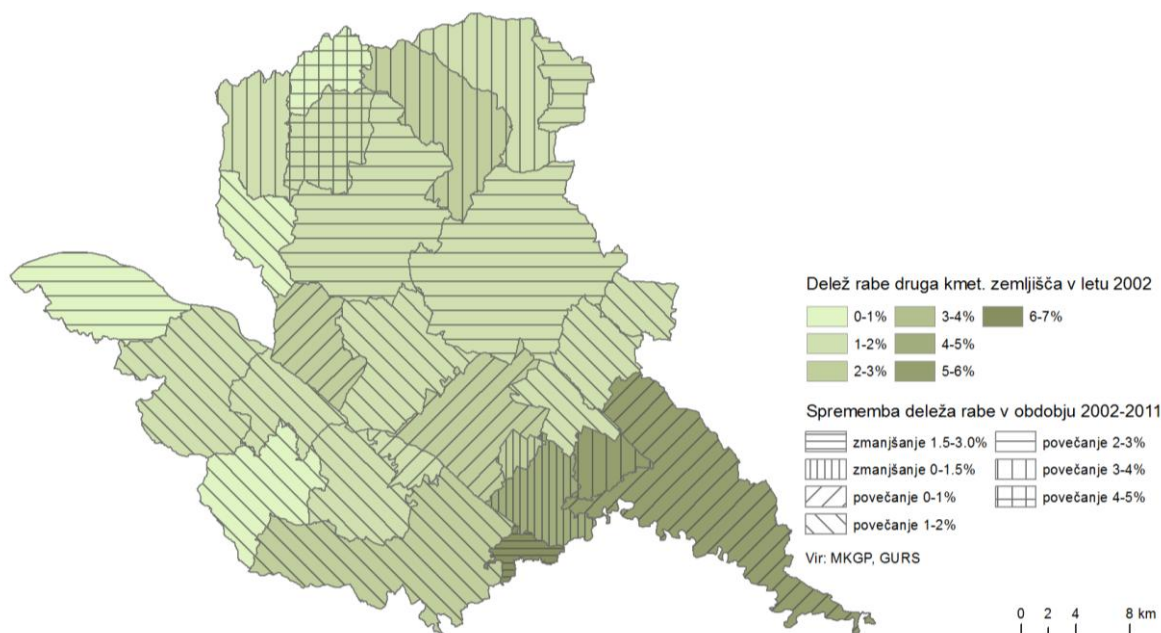 Delež rabe druga kmet. zemljišča v letu 2002
0-1% 3-4% 6-7%
1-2% 4-5%
2-3% 5-6%
Sprememba deleža rabe v obdobju 2002-2011
zmanjšanje 1.5-3.0% povečanje 2-3%
zmanjšanje 0-1.5% povečanje 3-4%
povečanje 0-1% povečanje 4-5%
povečanje 1-2%
Vir: MKGP, GURS
0 2 4 8 km